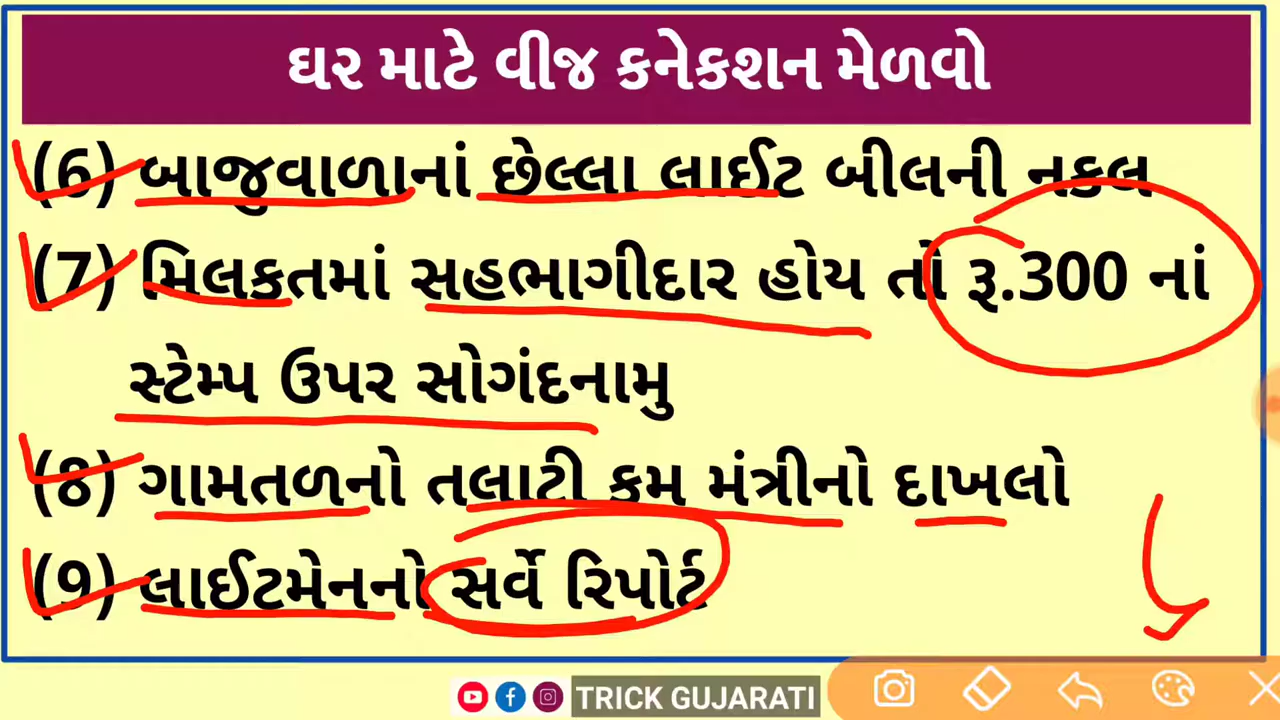 ઘર માટે વીજ કનેકશન મેળવો
(6) બાજુવાળાનાં છેલ્લા લાઈટ બીલની નકલ
(7) મિલકતમાં સહભાગીદાર હોય તો રૂ.300 નાં
સ્ટેમ્પ ઉપર સોગંદનામુ
(8) ગામતળનો તલાટી કમ મંત્રીનો દાખલો
(9) લાઈટમેનનો સર્વે રિપોર્ટ
TRICK GUJARATI